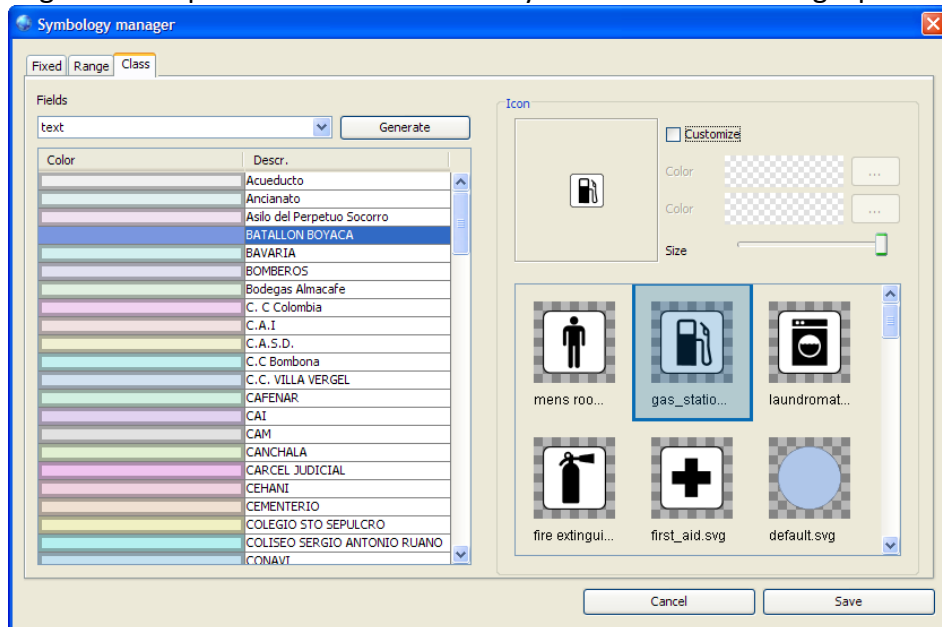 Symbology manager
Fixed Range Class
Fields
text
Generate
Color Descr.
Acueducto
Ancianato
Asilo del Perpetuo Socorro
BATALLON BOYACA
BAVARIA
BOMBEROS
Bodegas Almacafe
C. C Colombia
C.A.I
C.A.S.D.
C.C Bombona
C.C. VILLA VERGEL
CAFENAR
CAI
CAM
CANCHALA
CARCEL JUDICIAL
CEHANI
CEMENTERIO
COLEGIO STO SEPULCRO
COLISEO SERGIO ANTONIO RUANO
CONAVI
Icon
Customize
Color ...
Color ...
Size
mens roo... gas_statio... laundromat...
fire extingui... first_aid.svg default.svg
Cancel Save